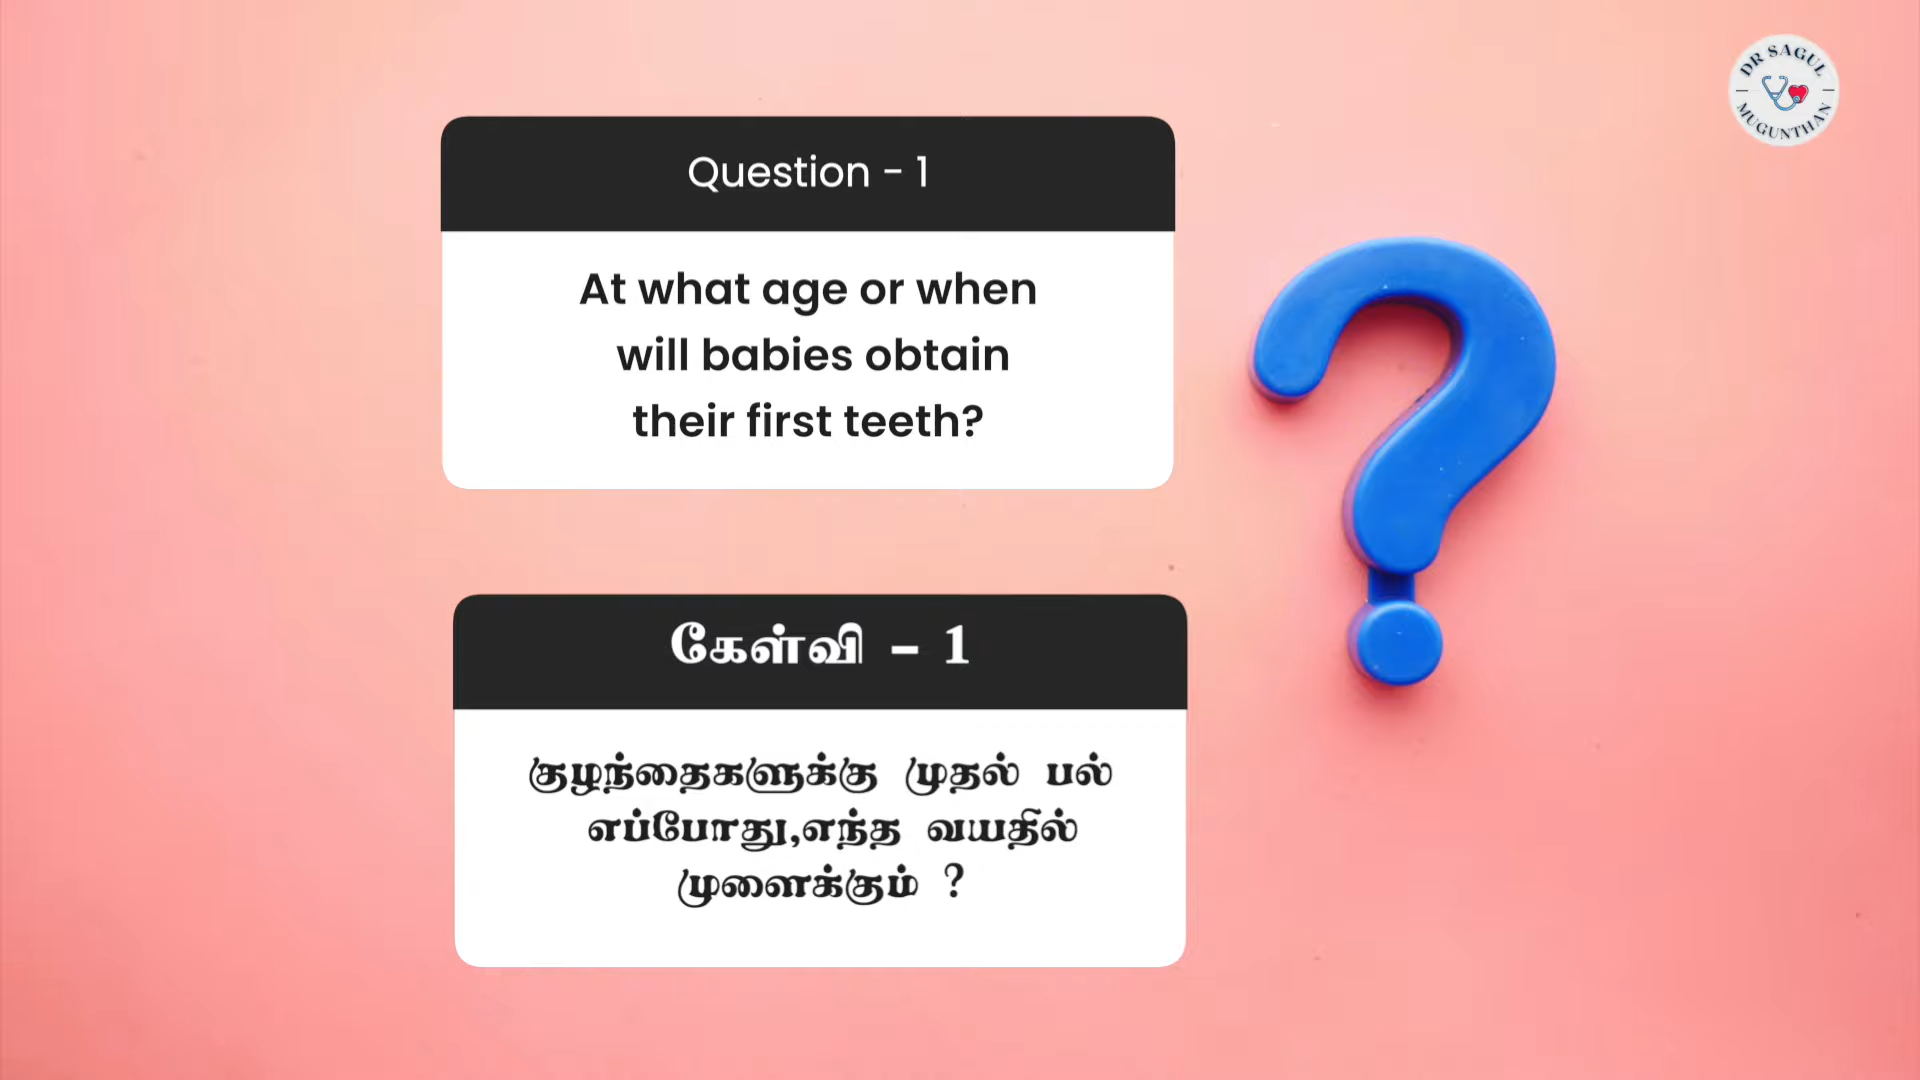 DR SAGUL
MUGUNTHAN
Question - 1
At what age or when
will babies obtain
their first teeth?
கேள்வி - 1
குழந்தைகளுக்கு முதல் பல்
எப்போது,எந்த வயதில்
முளைக்கும் ?